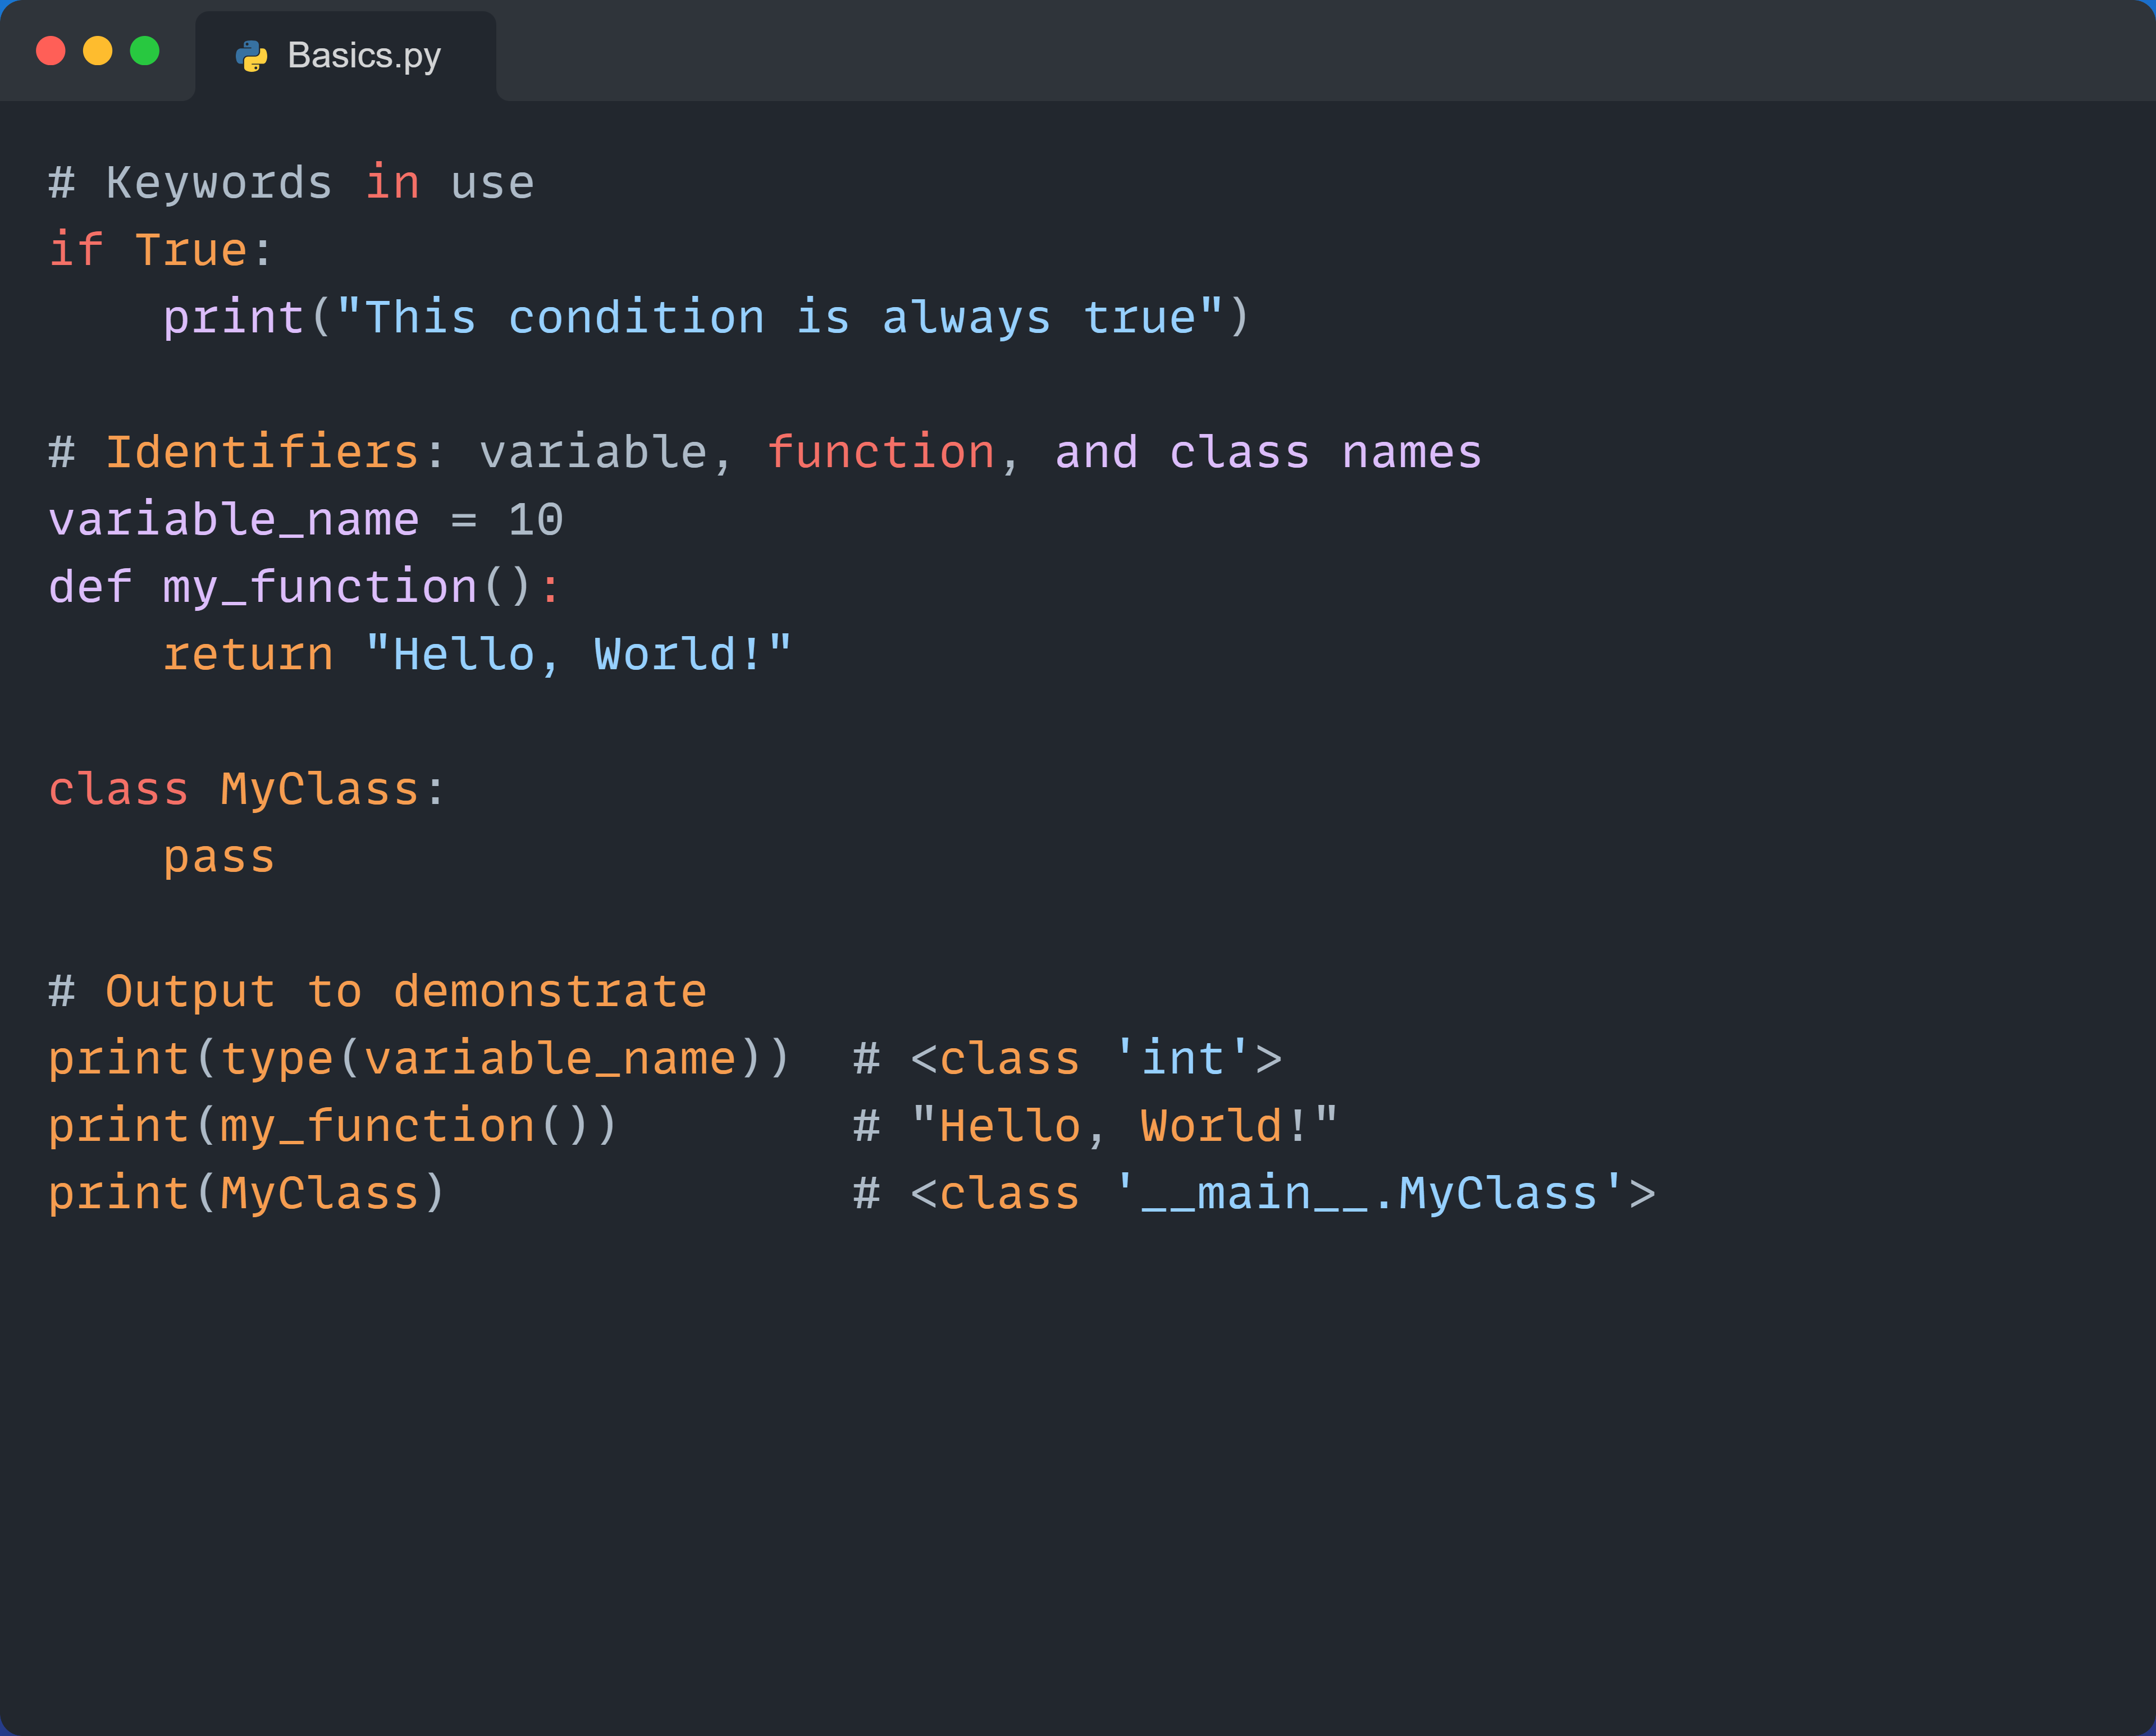 Basics.py
# Keywords in use
if True:
    print("This condition is always true")
# Identifiers: variable, function, and class names
variable_name = 10
def my_function():
    return "Hello, World!"
class MyClass:
    pass
# Output to demonstrate
print(type(variable_name))  # <class 'int'>
print(my_function())        # "Hello, World!"
print(MyClass)              # <class '__main__.MyClass'>